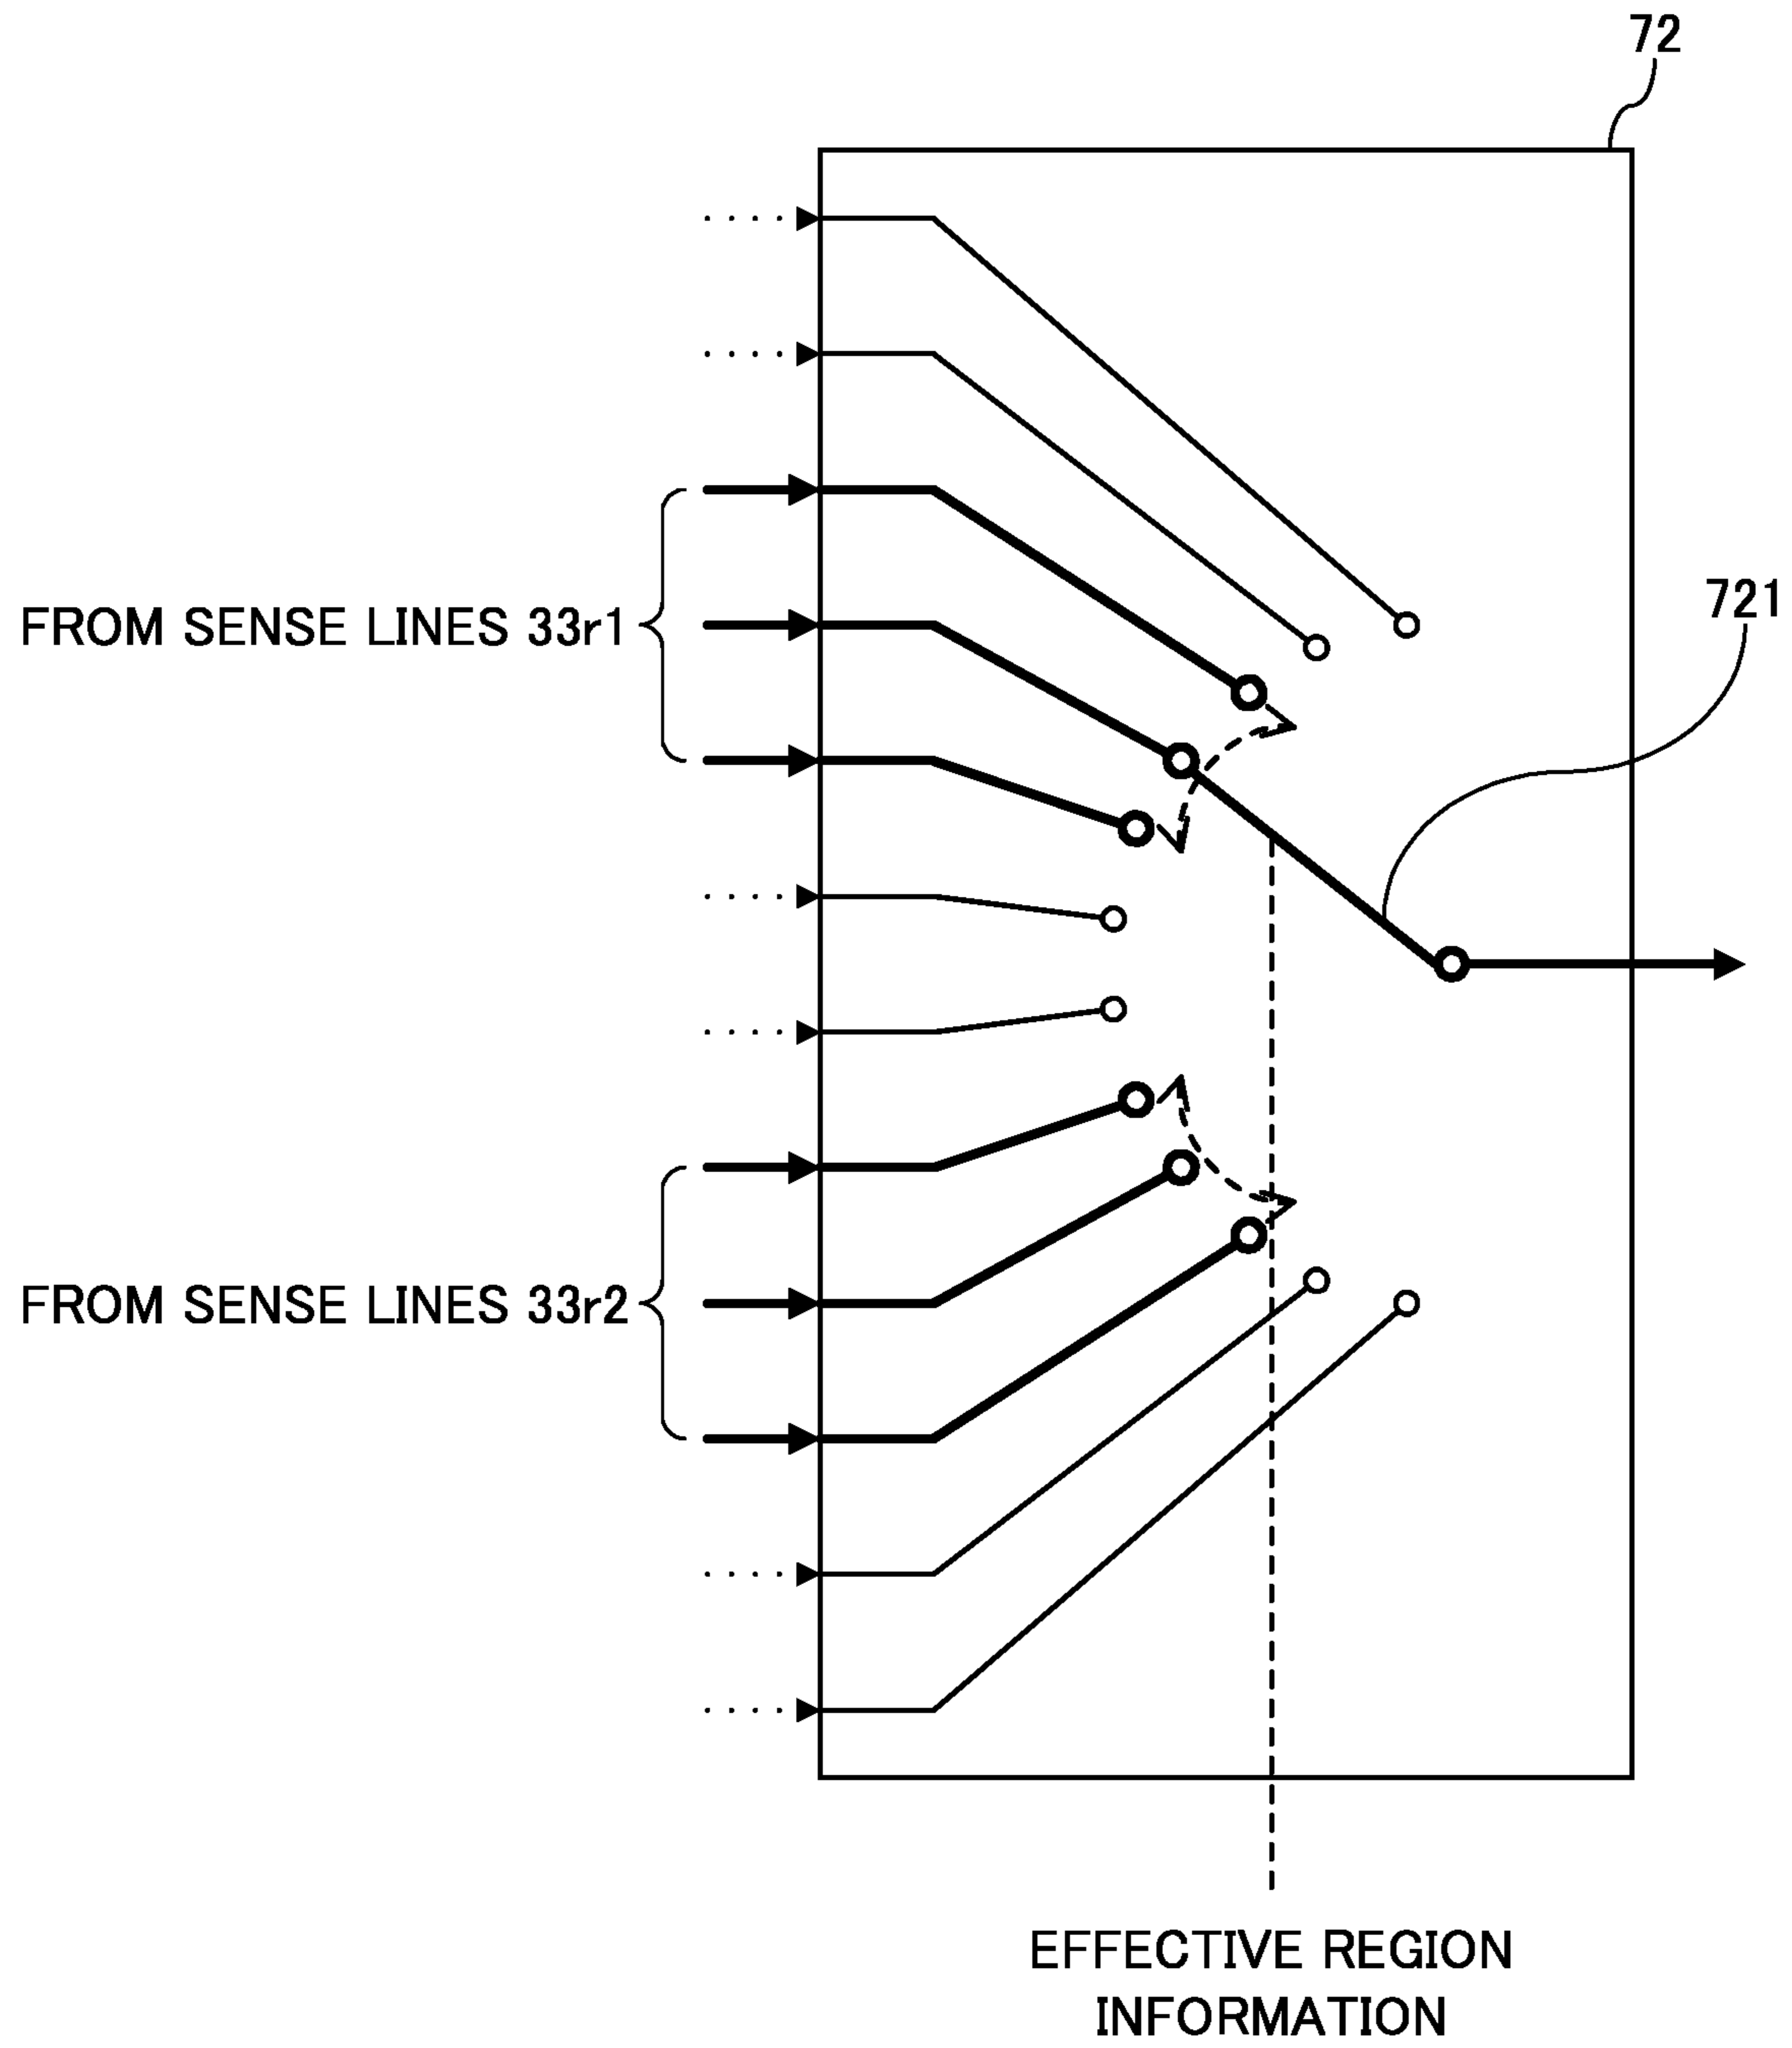 72
721
FROM SENSE LINES 33r1
FROM SENSE LINES 33r2
EFFECTIVE REGION
INFORMATION